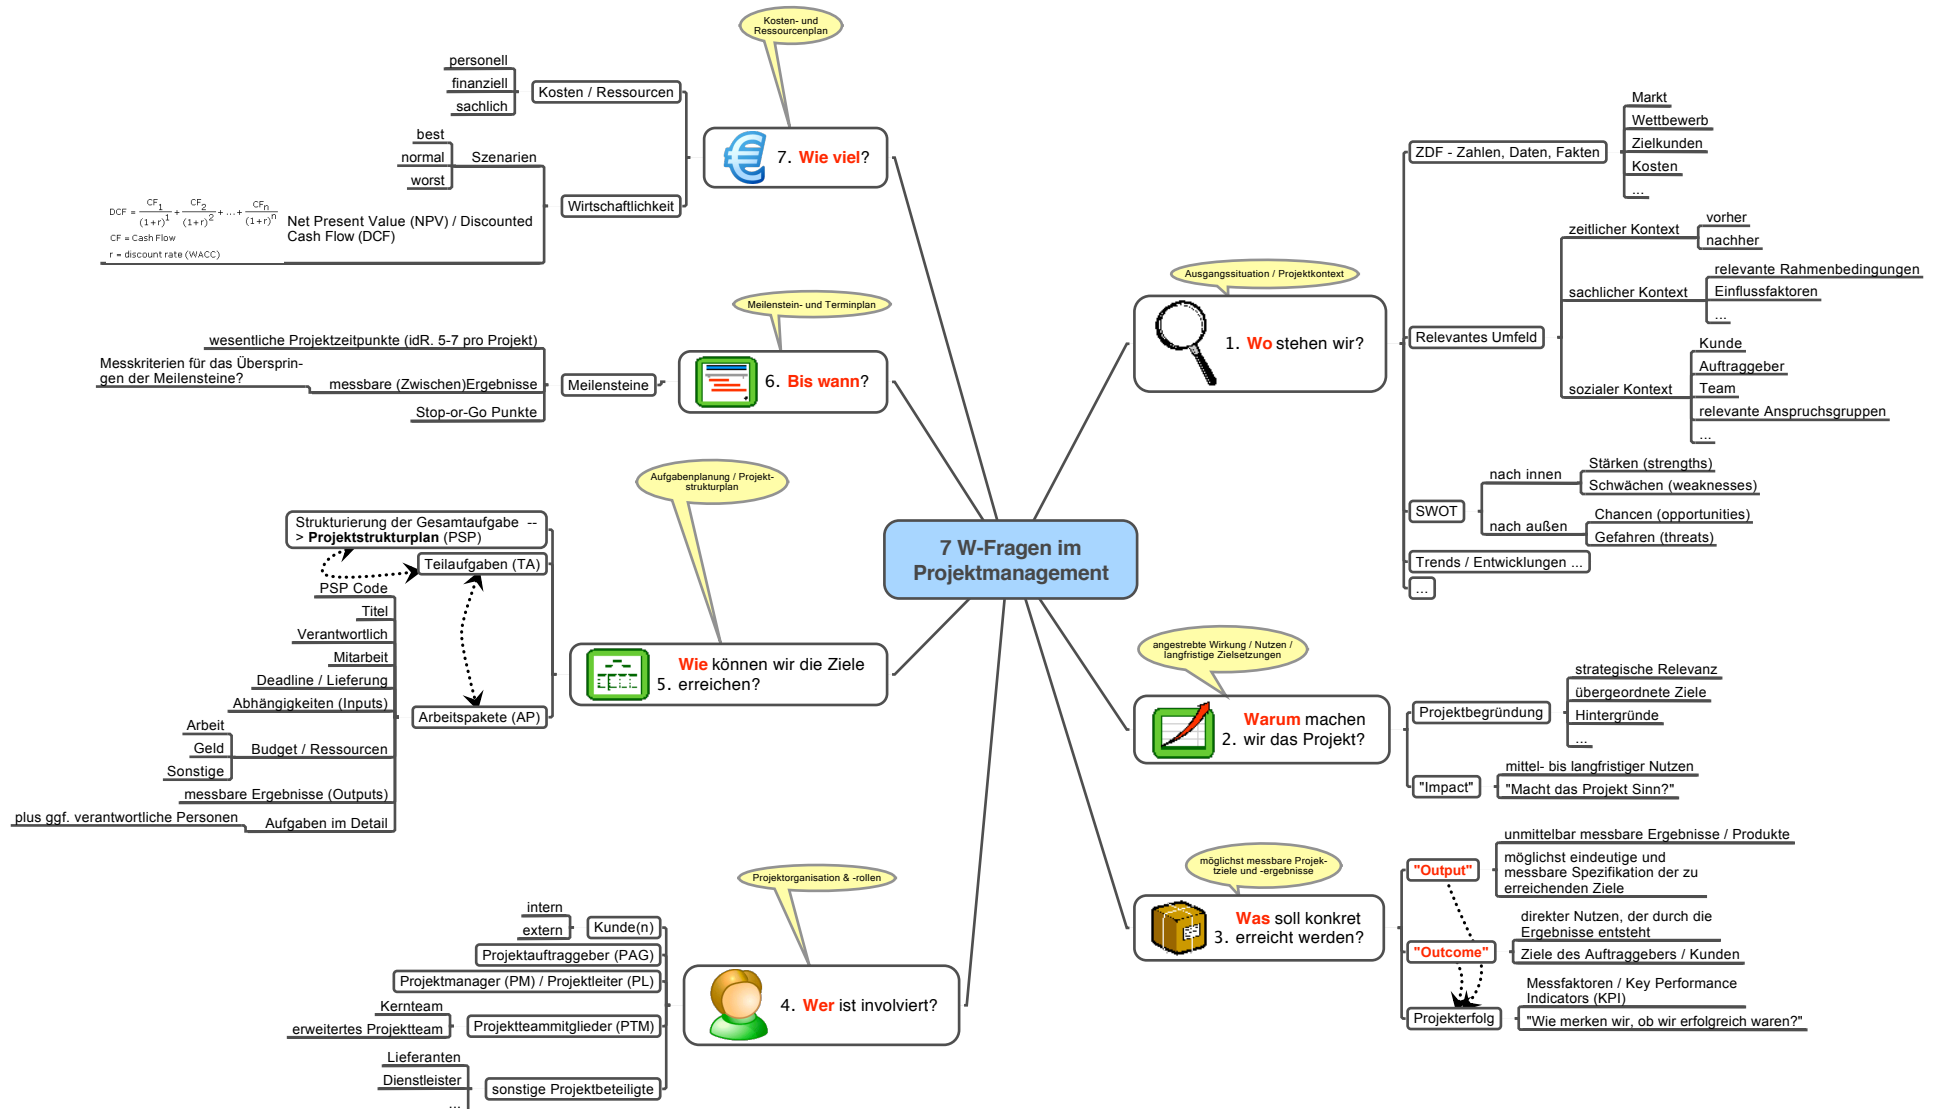 7 W-Fragen im
Projektmanagement
Ausgangssituation / Projektkontext
1. Wo stehen wir?
ZDF - Zahlen, Daten, Fakten
Markt
Wettbewerb
Zielkunden
Kosten
...
Relevantes Umfeld
zeitlicher Kontext
vorher
nachher
sachlicher Kontext
relevante Rahmenbedingungen
Einflussfaktoren
...
sozialer Kontext
Kunde
Auftraggeber
Team
relevante Anspruchsgruppen
...
SWOT
nach innen
Stärken (strengths)
Schwächen (weaknesses)
nach außen
Chancen (opportunities)
Gefahren (threats)
Trends / Entwicklungen ...
...
angestrebte Wirkung / Nutzen /
langfristige Zielsetzungen
Warum machen
2. wir das Projekt?
Projektbegründung
strategische Relevanz
übergeordnete Ziele
Hintergründe
...
"Impact"
mittel- bis langfristiger Nutzen
"Macht das Projekt Sinn?"
möglichst messbare Projek-
tziele und -ergebnisse
Was soll konkret
3. erreicht werden?
"Output"
unmittelbar messbare Ergebnisse / Produkte
möglichst eindeutige und
messbare Spezifikation der zu
erreichenden Ziele
"Outcome"
direkter Nutzen, der durch die
Ergebnisse entsteht
Ziele des Auftraggebers / Kunden
Projekterfolg
Messfaktoren / Key Performance
Indicators (KPI)
"Wie merken wir, ob wir erfolgreich waren?"
Projektorganisation & -rollen
4. Wer ist involviert?
Kunde(n)
intern
extern
Projektauftraggeber (PAG)
Projektmanager (PM) / Projektleiter (PL)
Projektteammitglieder (PTM)
Kernteam
erweitertes Projektteam
sonstige Projektbeteiligte
Lieferanten
Dienstleister
...
Aufgabenplanung / Projekt-
strukturplan
Wie können wir die Ziele
5. erreichen?
Strukturierung der Gesamtaufgabe --
> Projektstrukturplan (PSP)
Teilaufgaben (TA)
Arbeitspakete (AP)
PSP Code
Titel
Verantwortlich
Mitarbeit
Deadline / Lieferung
Abhängigkeiten (Inputs)
Budget / Ressourcen
Arbeit
Geld
Sonstige
messbare Ergebnisse (Outputs)
Aufgaben im Detail
plus ggf. verantwortliche Personen
Meilenstein- und Terminplan
6. Bis wann?
Meilensteine
wesentliche Projektzeitpunkte (idR. 5-7 pro Projekt)
messbare (Zwischen)Ergebnisse
Messkriterien für das Übersprin-
gen der Meilensteine?
Stop-or-Go Punkte
Kosten- und
Ressourcenplan
7. Wie viel?
Kosten / Ressourcen
personell
finanziell
sachlich
Wirtschaftlichkeit
Szenarien
best
normal
worst
Net Present Value (NPV) / Discounted
Cash Flow (DCF)
DCF = CF1/(1+r)^1 + CF2/(1+r)^2 + ... + CFn/(1+r)^n
CF = Cash Flow
r = discount rate (WACC)